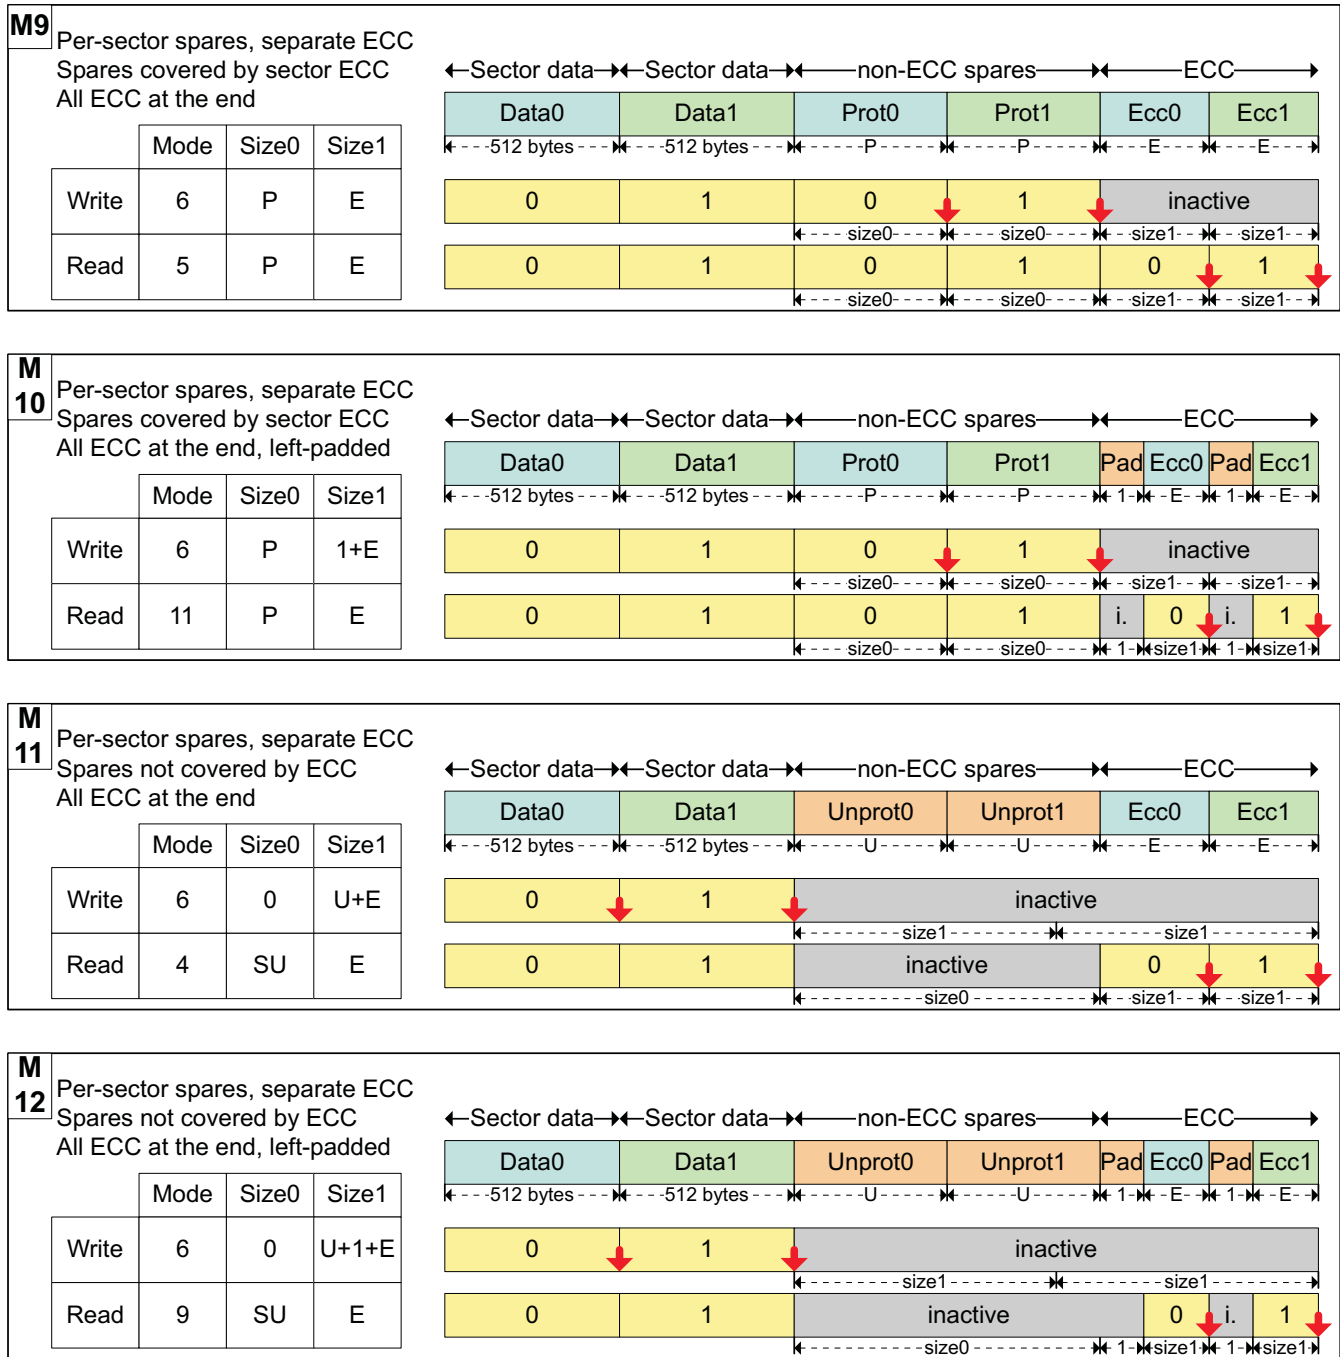 M9
Per-sector spares, separate ECC
Spares covered by sector ECC
All ECC at the end
Sector data Sector data non-ECC spares ECC
Data0 Data1 Prot0 Prot1 Ecc0 Ecc1
512 bytes 512 bytes P P E E
Mode Size0 Size1
Write 6 P E
0 1 0 1 inactive
size0 size0 size1 size1
Read 5 P E
0 1 0 1 0 1
size0 size0 size1 size1
M
10
Per-sector spares, separate ECC
Spares covered by sector ECC
All ECC at the end, left-padded
Sector data Sector data non-ECC spares ECC
Data0 Data1 Prot0 Prot1 Pad Ecc0 Pad Ecc1
512 bytes 512 bytes P P 1 E 1 E
Mode Size0 Size1
Write 6 P 1+E
0 1 0 1 inactive
size0 size0 size1 size1
Read 11 P E
0 1 0 1 i. 0 i. 1
size0 size0 1 size1 1 size1
M
11
Per-sector spares, separate ECC
Spares not covered by ECC
All ECC at the end
Sector data Sector data non-ECC spares ECC
Data0 Data1 Unprot0 Unprot1 Ecc0 Ecc1
512 bytes 512 bytes U U E E
Mode Size0 Size1
Write 6 0 U+E
0 1 inactive
size1 size1
Read 4 SU E
0 1 inactive 0 1
size0 size1 size1
M
12
Per-sector spares, separate ECC
Spares not covered by ECC
All ECC at the end, left-padded
Sector data Sector data non-ECC spares ECC
Data0 Data1 Unprot0 Unprot1 Pad Ecc0 Pad Ecc1
512 bytes 512 bytes U U 1 E 1 E
Mode Size0 Size1
Write 6 0 U+1+E
0 1 inactive
size1 size1
Read 9 SU E
0 1 inactive 0 i. 1
size0 1 size1 1 size1